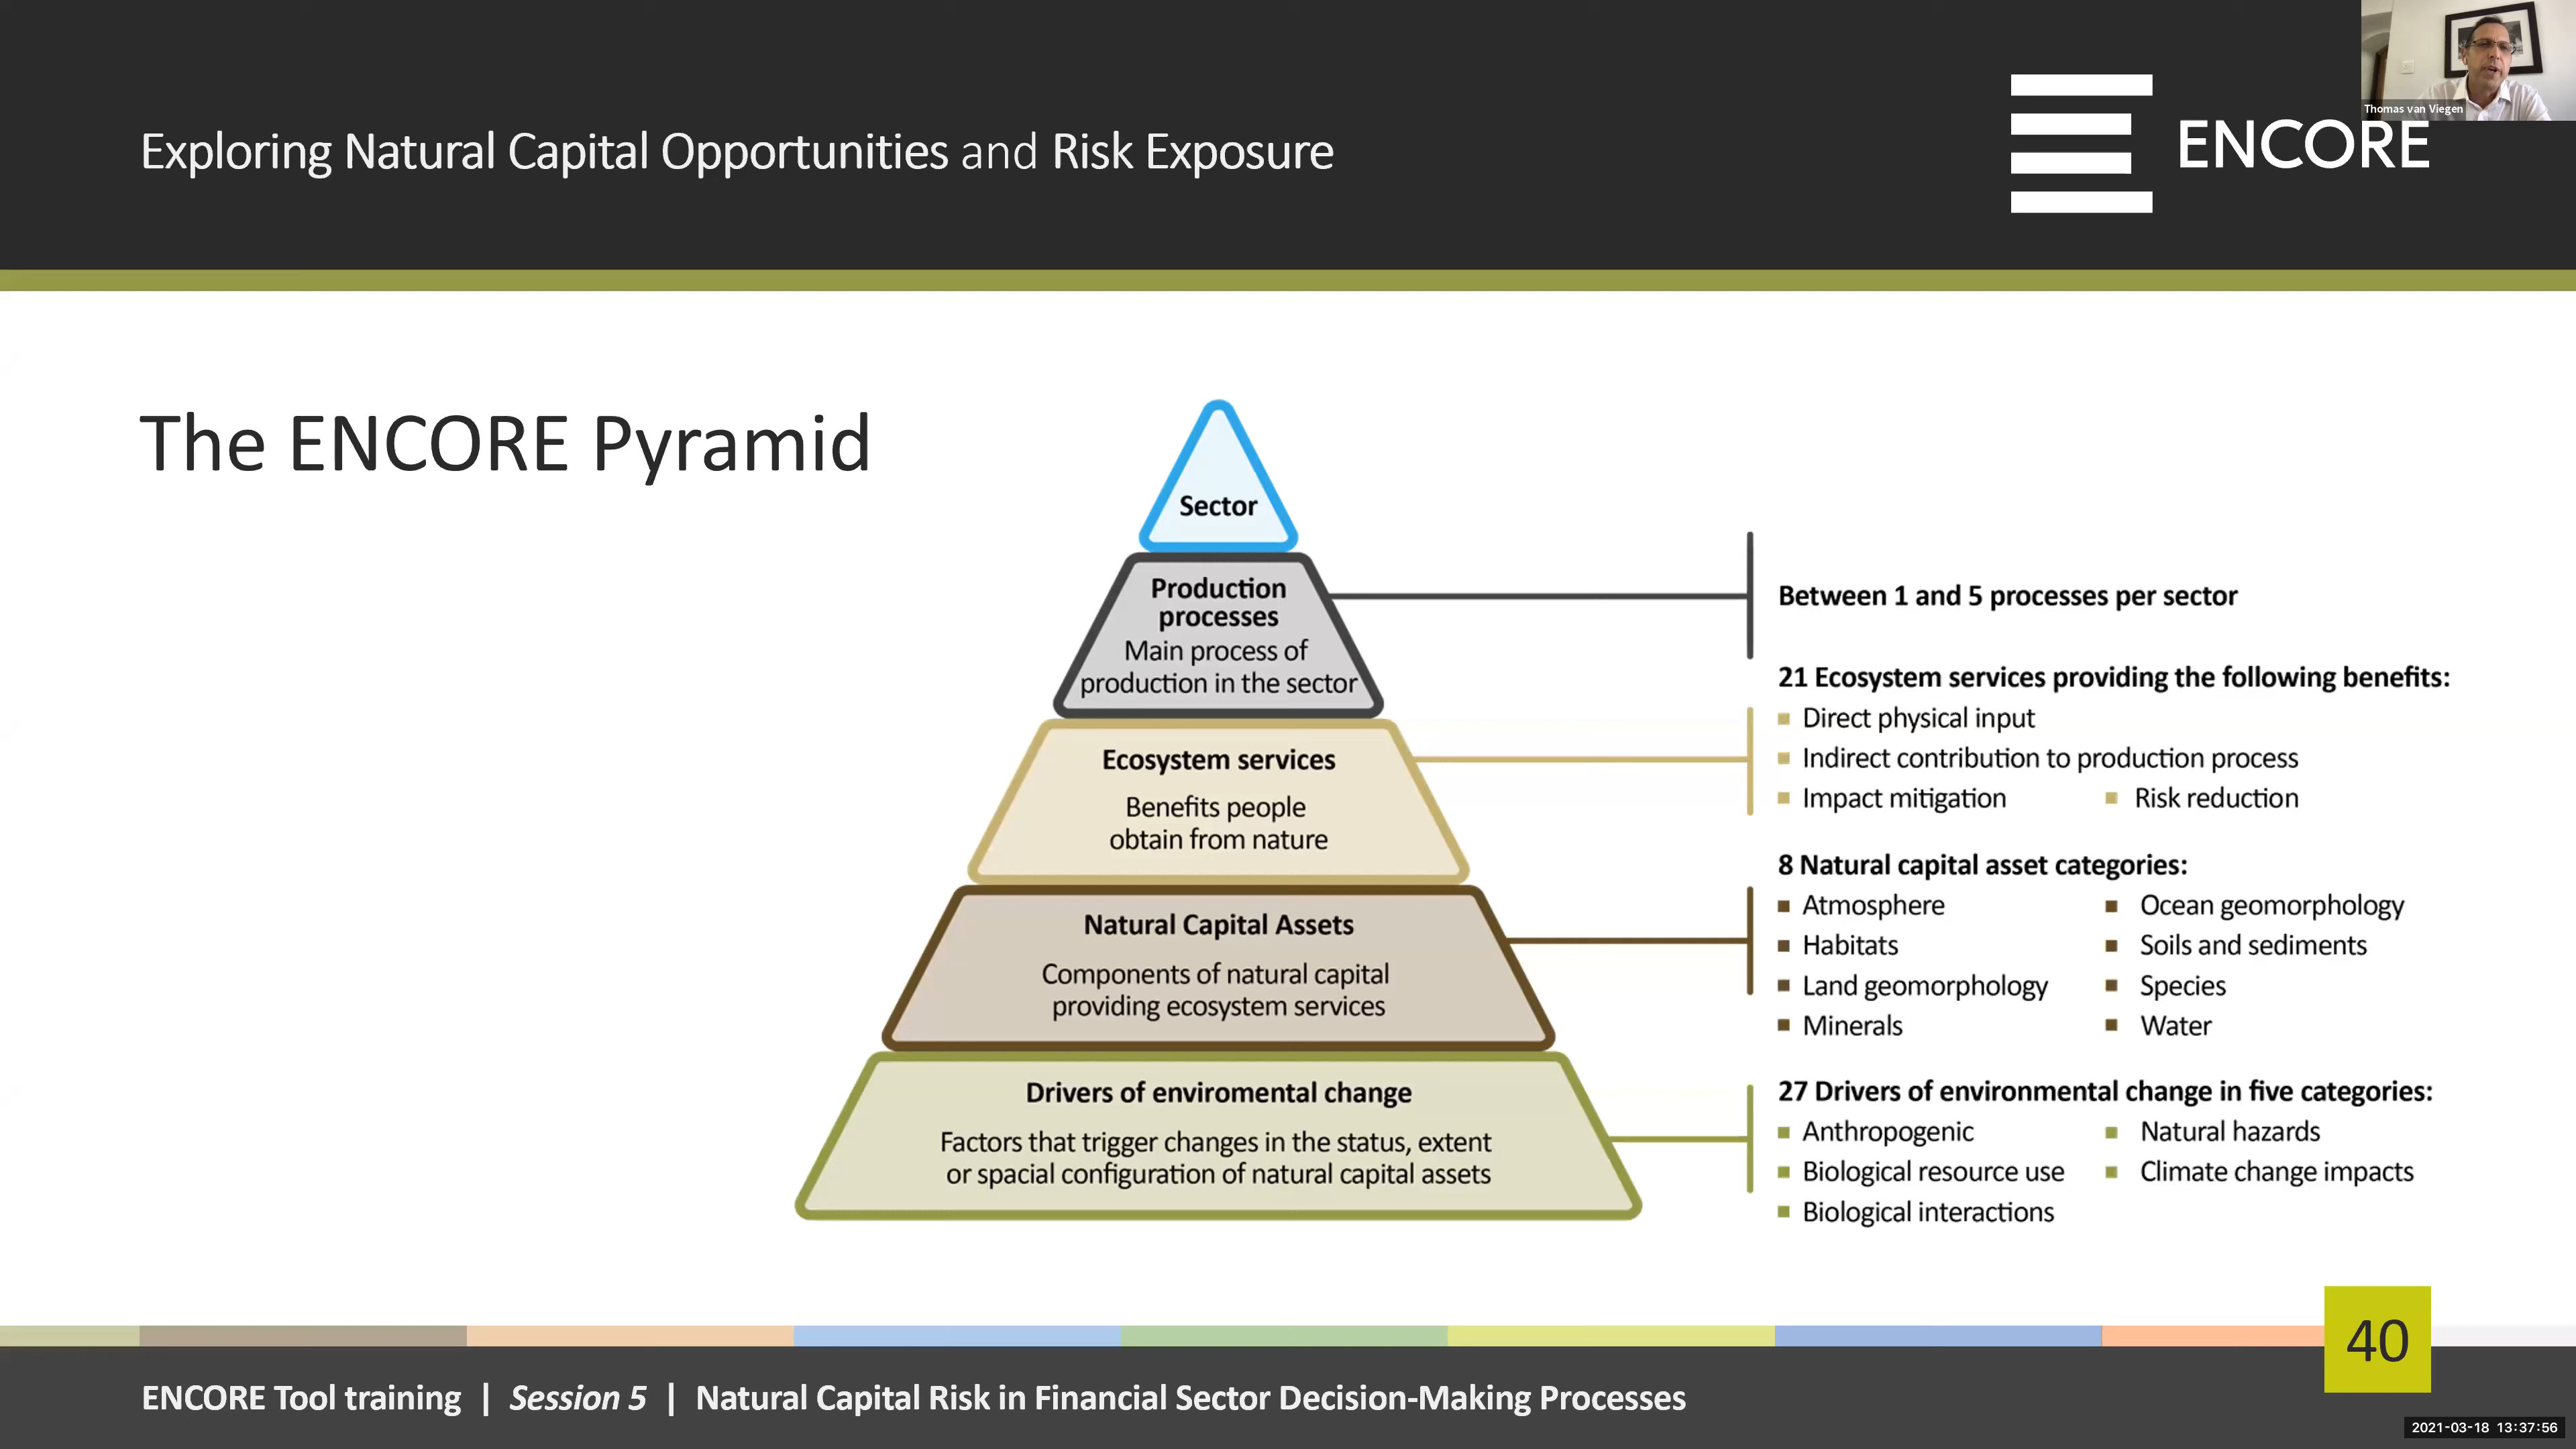 Thomas van Viegen
Exploring Natural Capital Opportunities and Risk Exposure
ENCORE
The ENCORE Pyramid
Sector
Production
processes
Main process of
production in the sector
Between 1 and 5 processes per sector
Ecosystem services
Benefits people
obtain from nature
21 Ecosystem services providing the following benefits:
Direct physical input
Indirect contribution to production process
Impact mitigation
Risk reduction
Natural Capital Assets
Components of natural capital
providing ecosystem services
8 Natural capital asset categories:
Atmosphere
Habitats
Land geomorphology
Minerals
Ocean geomorphology
Soils and sediments
Species
Water
Drivers of enviromental change
Factors that trigger changes in the status, extent
or spacial configuration of natural capital assets
27 Drivers of environmental change in five categories:
Anthropogenic
Biological resource use
Biological interactions
Natural hazards
Climate change impacts
40
ENCORE Tool training | Session 5 | Natural Capital Risk in Financial Sector Decision-Making Processes
2021-03-18 13:37:56